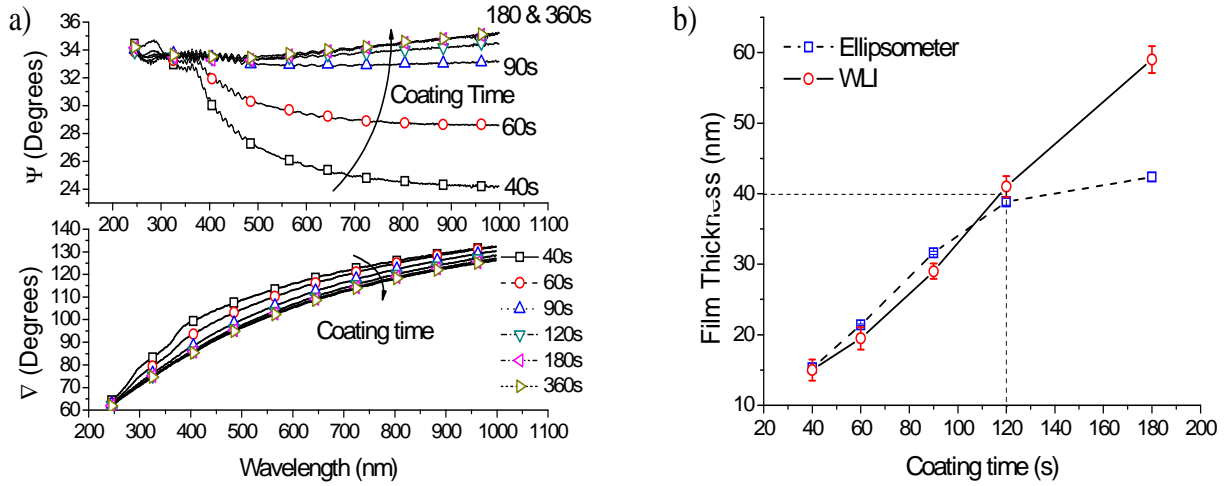 a)
36
34
32
30
28
26
24
Ψ (Degrees)
180 & 360s
90s
Coating Time
60s
40s
200 300 400 500 600 700 800 900 1000 1100
140
130
120
110
100
90
80
70
60
∇ (Degrees)
40s
60s
90s
120s
180s
360s
Coating time
200 300 400 500 600 700 800 900 1000 1100
Wavelength (nm)
b)
Ellipsometer
WLI
60
50
40
30
20
10
Film Thickness (nm)
20 40 60 80 100 120 140 160 180 200
Coating time (s)